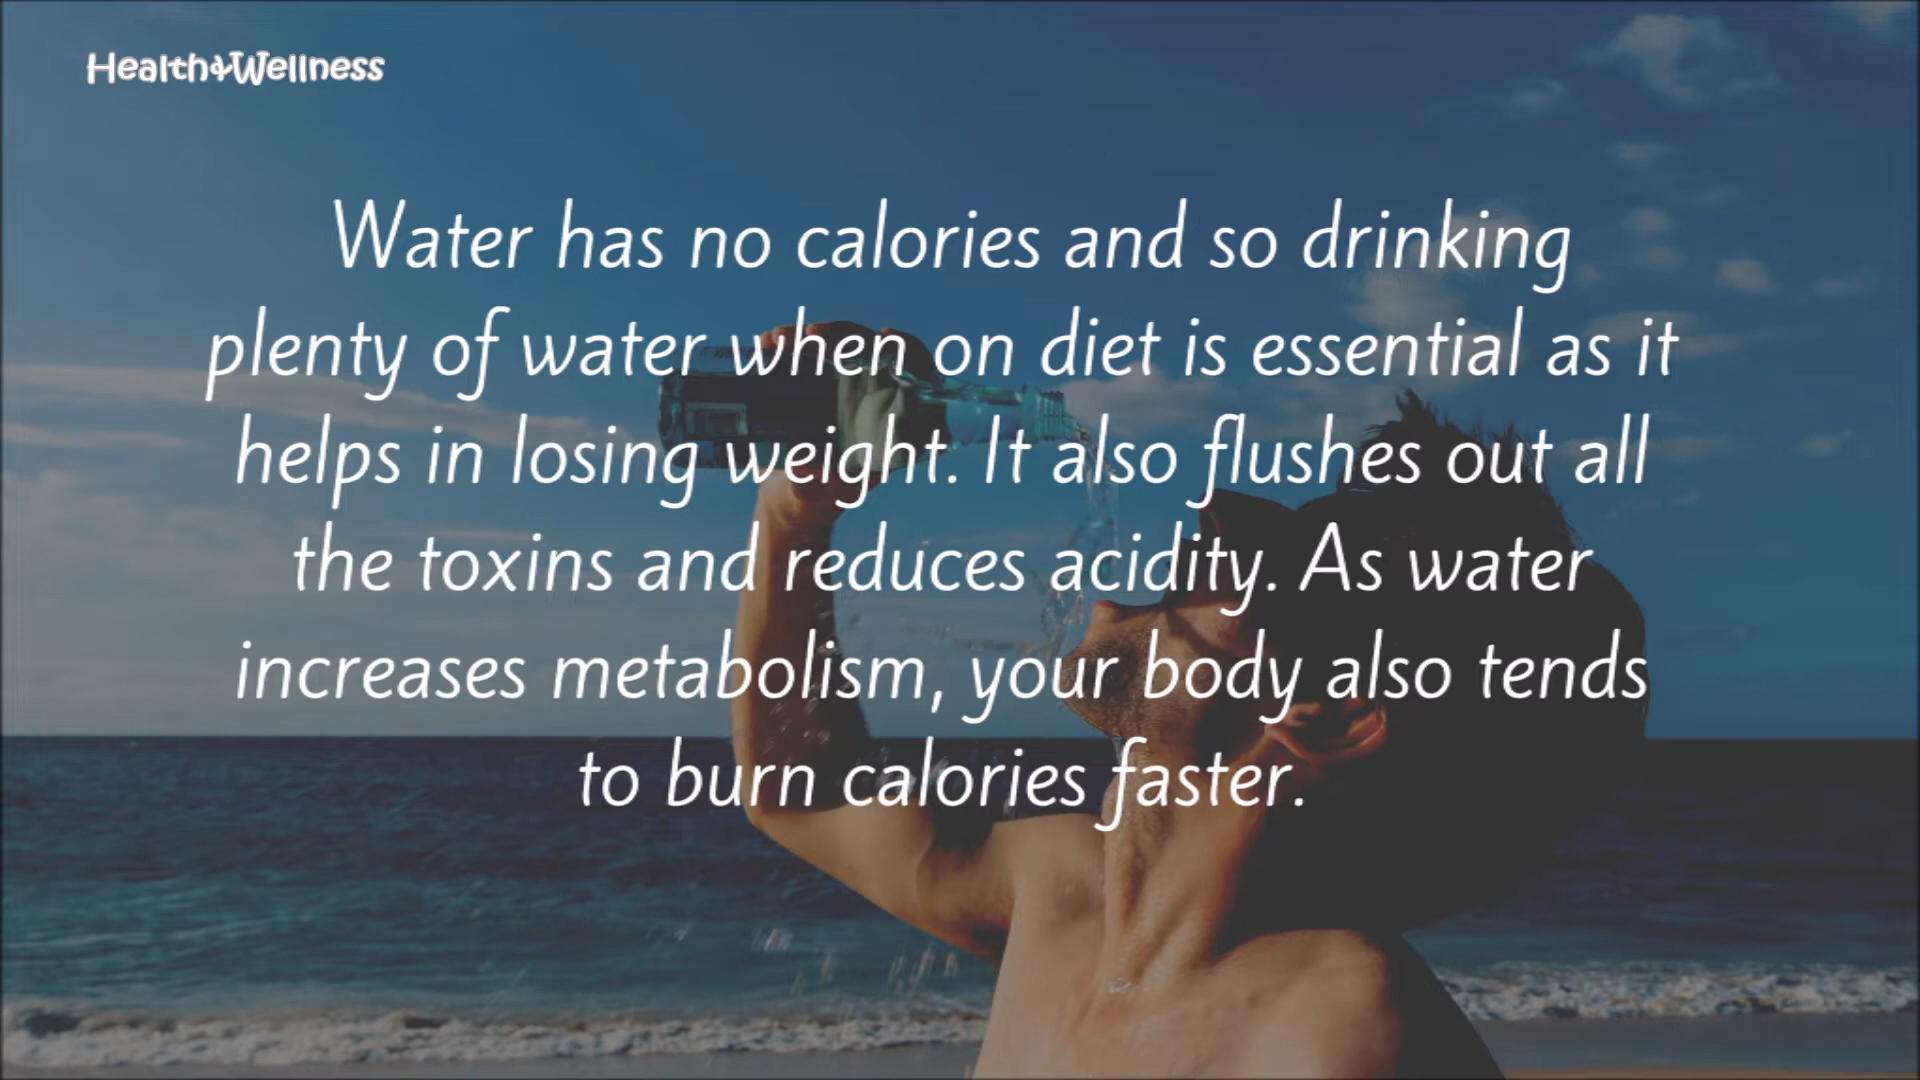 Health&Wellness
Water has no calories and so drinking
plenty of water when on diet is essential as it
helps in losing weight. It also flushes out all
the toxins and reduces acidity. As water
increases metabolism, your body also tends
to burn calories faster.